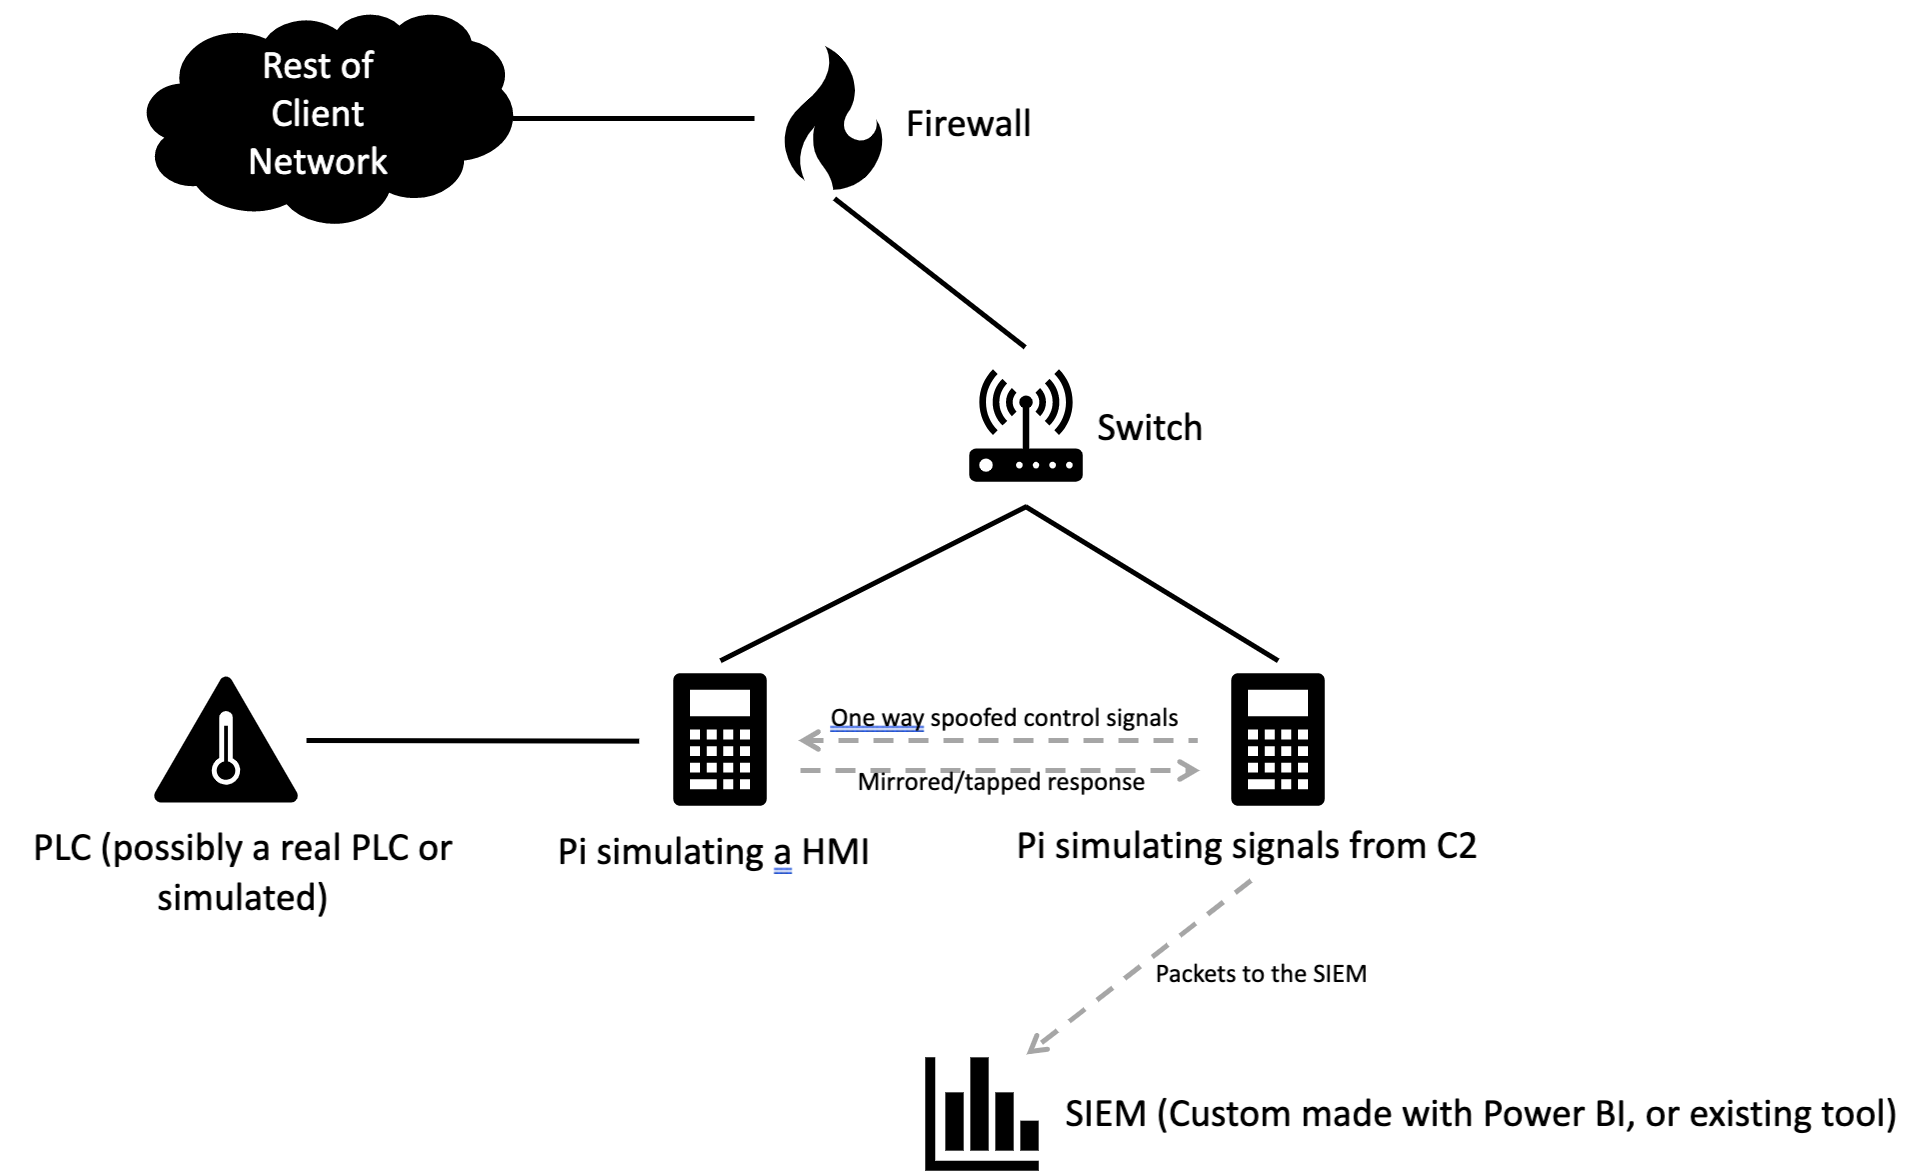 Rest of
Client
Network
Firewall
Switch
One way spoofed control signals
Mirrored/tapped response
PLC (possibly a real PLC or
simulated)
Pi simulating a HMI
Pi simulating signals from C2
Packets to the SIEM
SIEM (Custom made with Power BI, or existing tool)